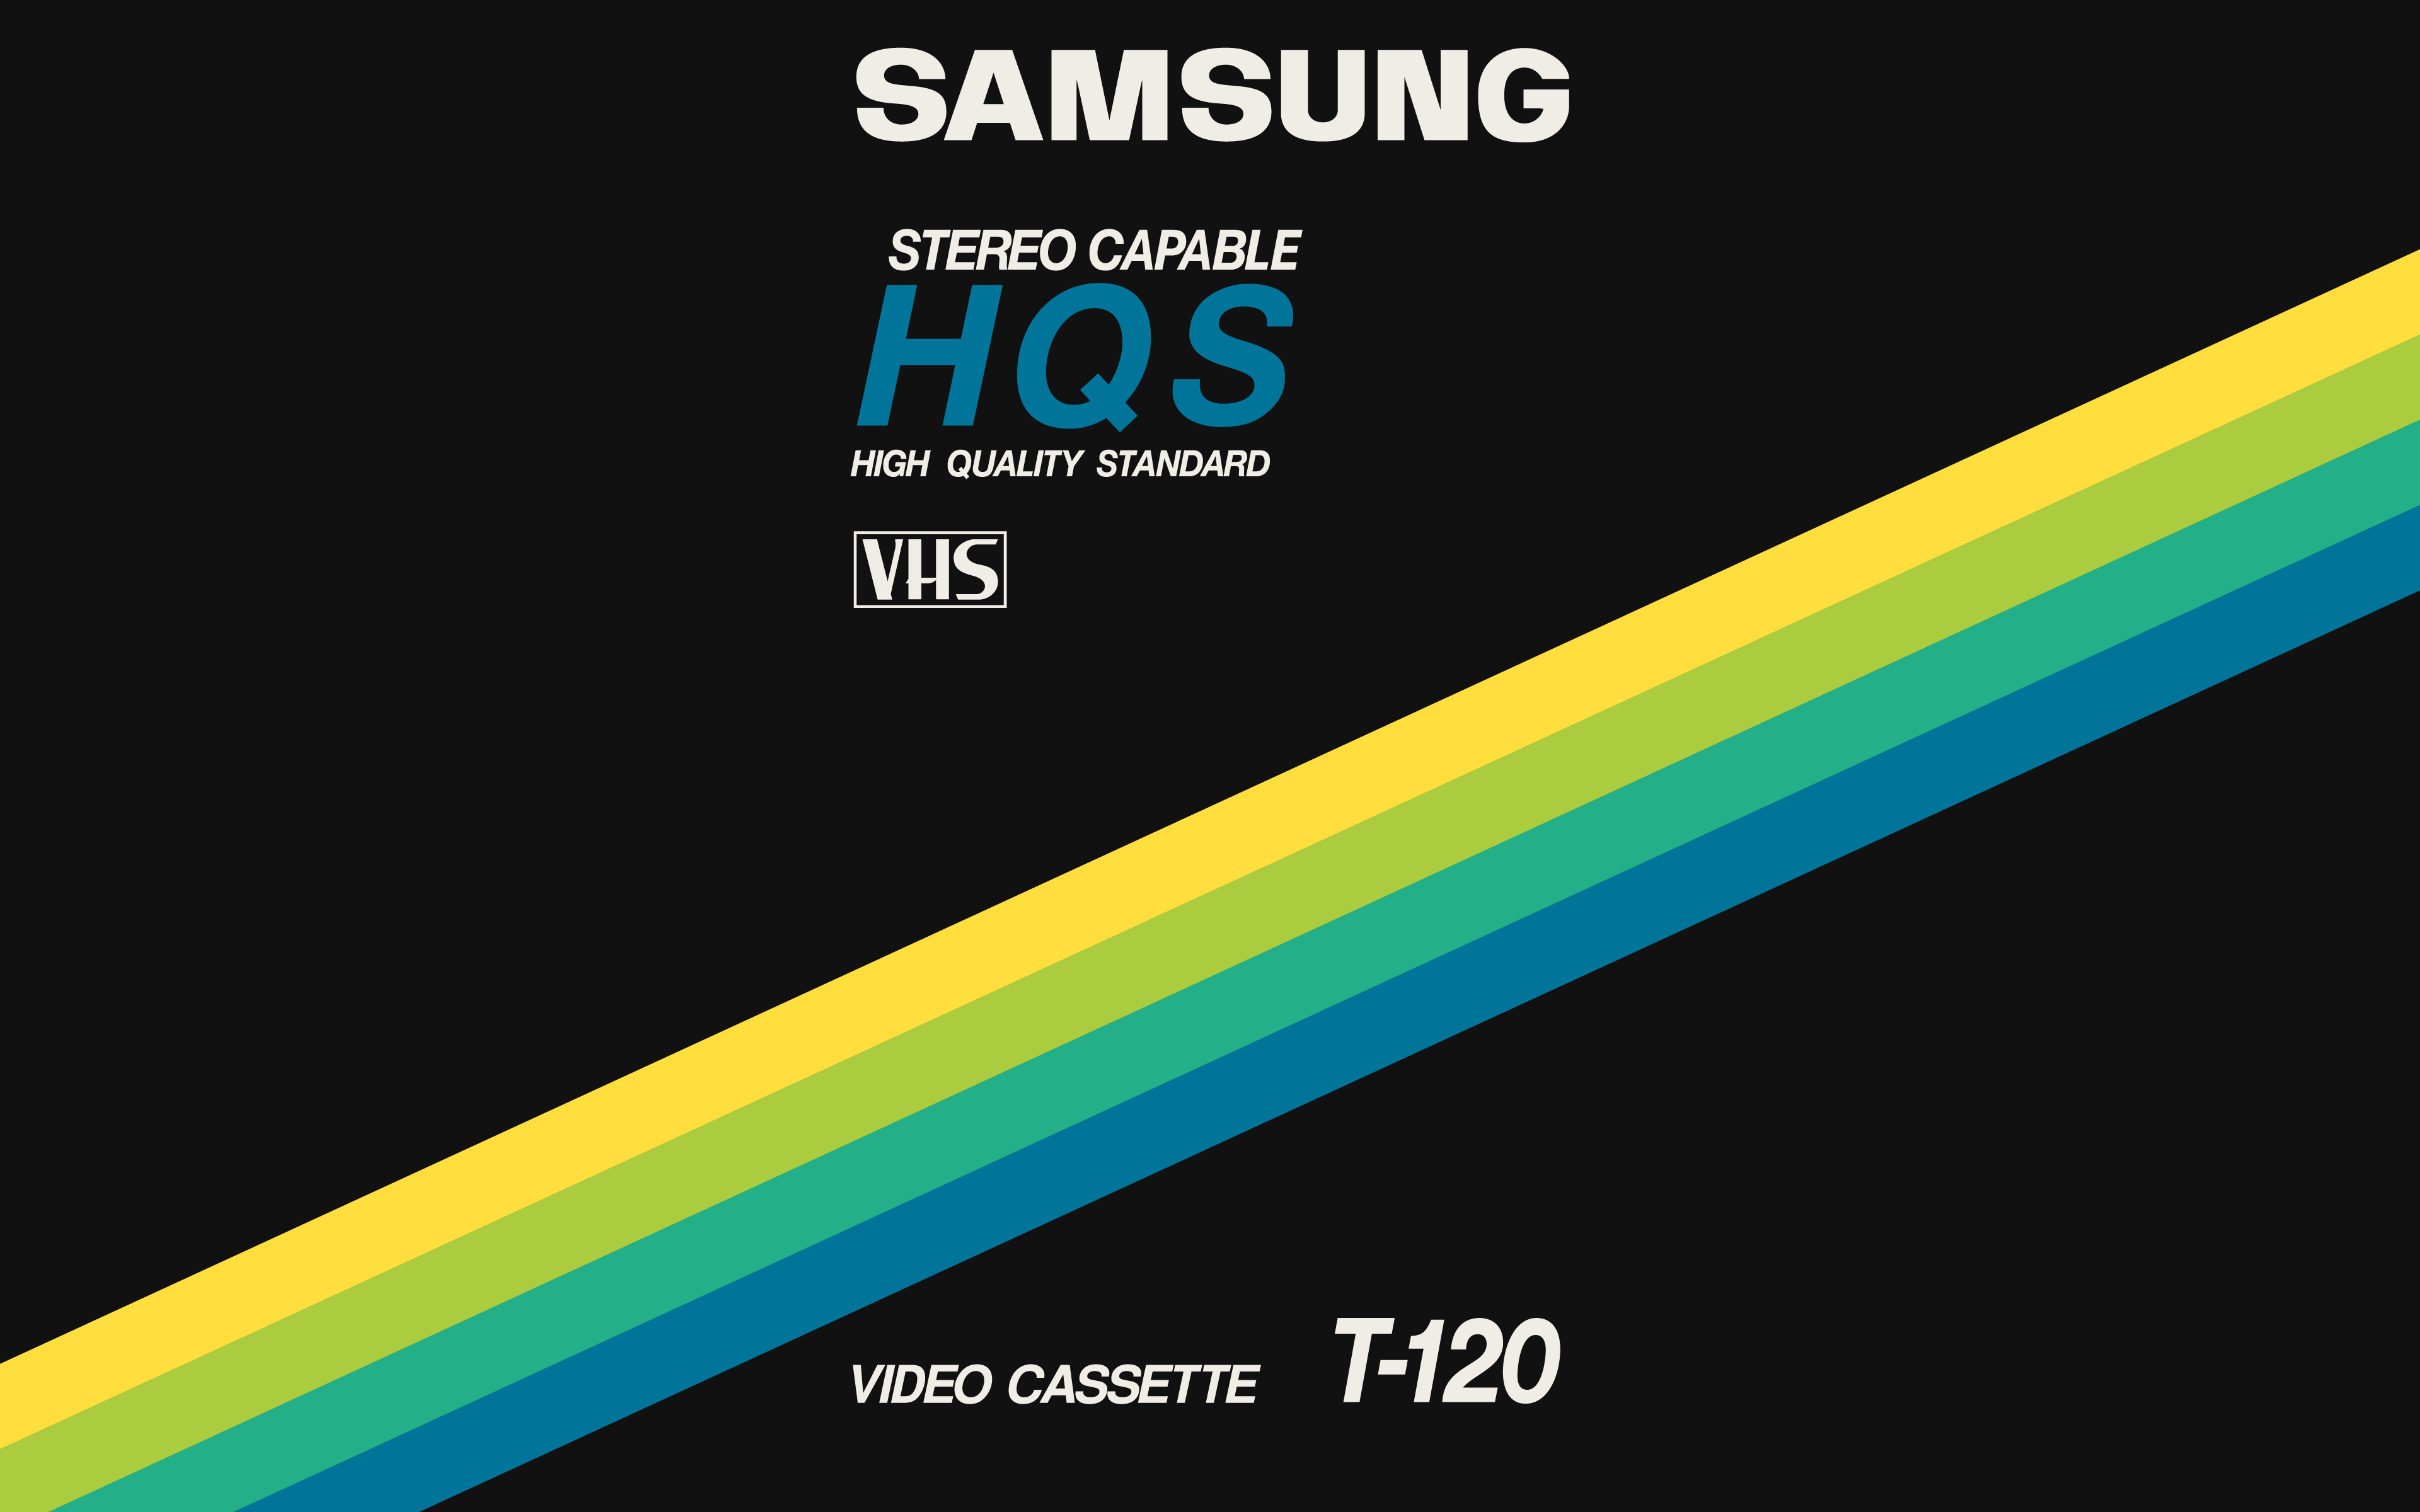 SAMSUNG
STEREO CAPABLE
HQS
HIGH QUALITY STANDARD
VHS
VIDEO CASSETTE T-120